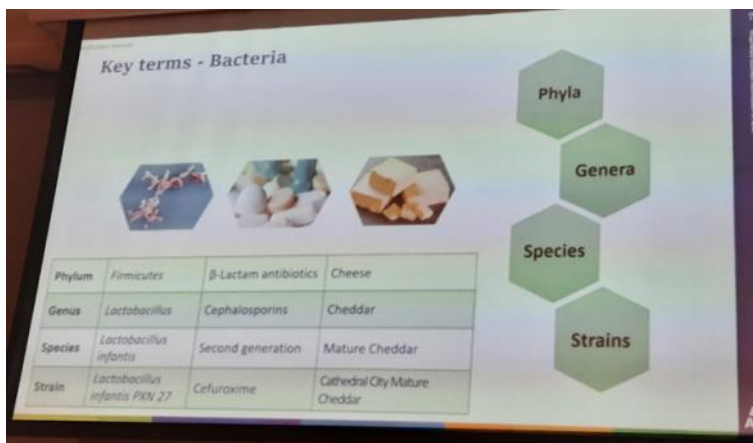 Key terms - Bacteria
Phyla
Genera
Species
Strains
Phylum Firmicutes β-Lactam antibiotics Cheese
Genus Lactobacillus Cephalosporins Cheddar
Species Lactobacillus infantis Second generation Mature Cheddar
Strain Lactobacillus infantis PXN 27 Cefuroxime Cathedral City Mature Cheddar